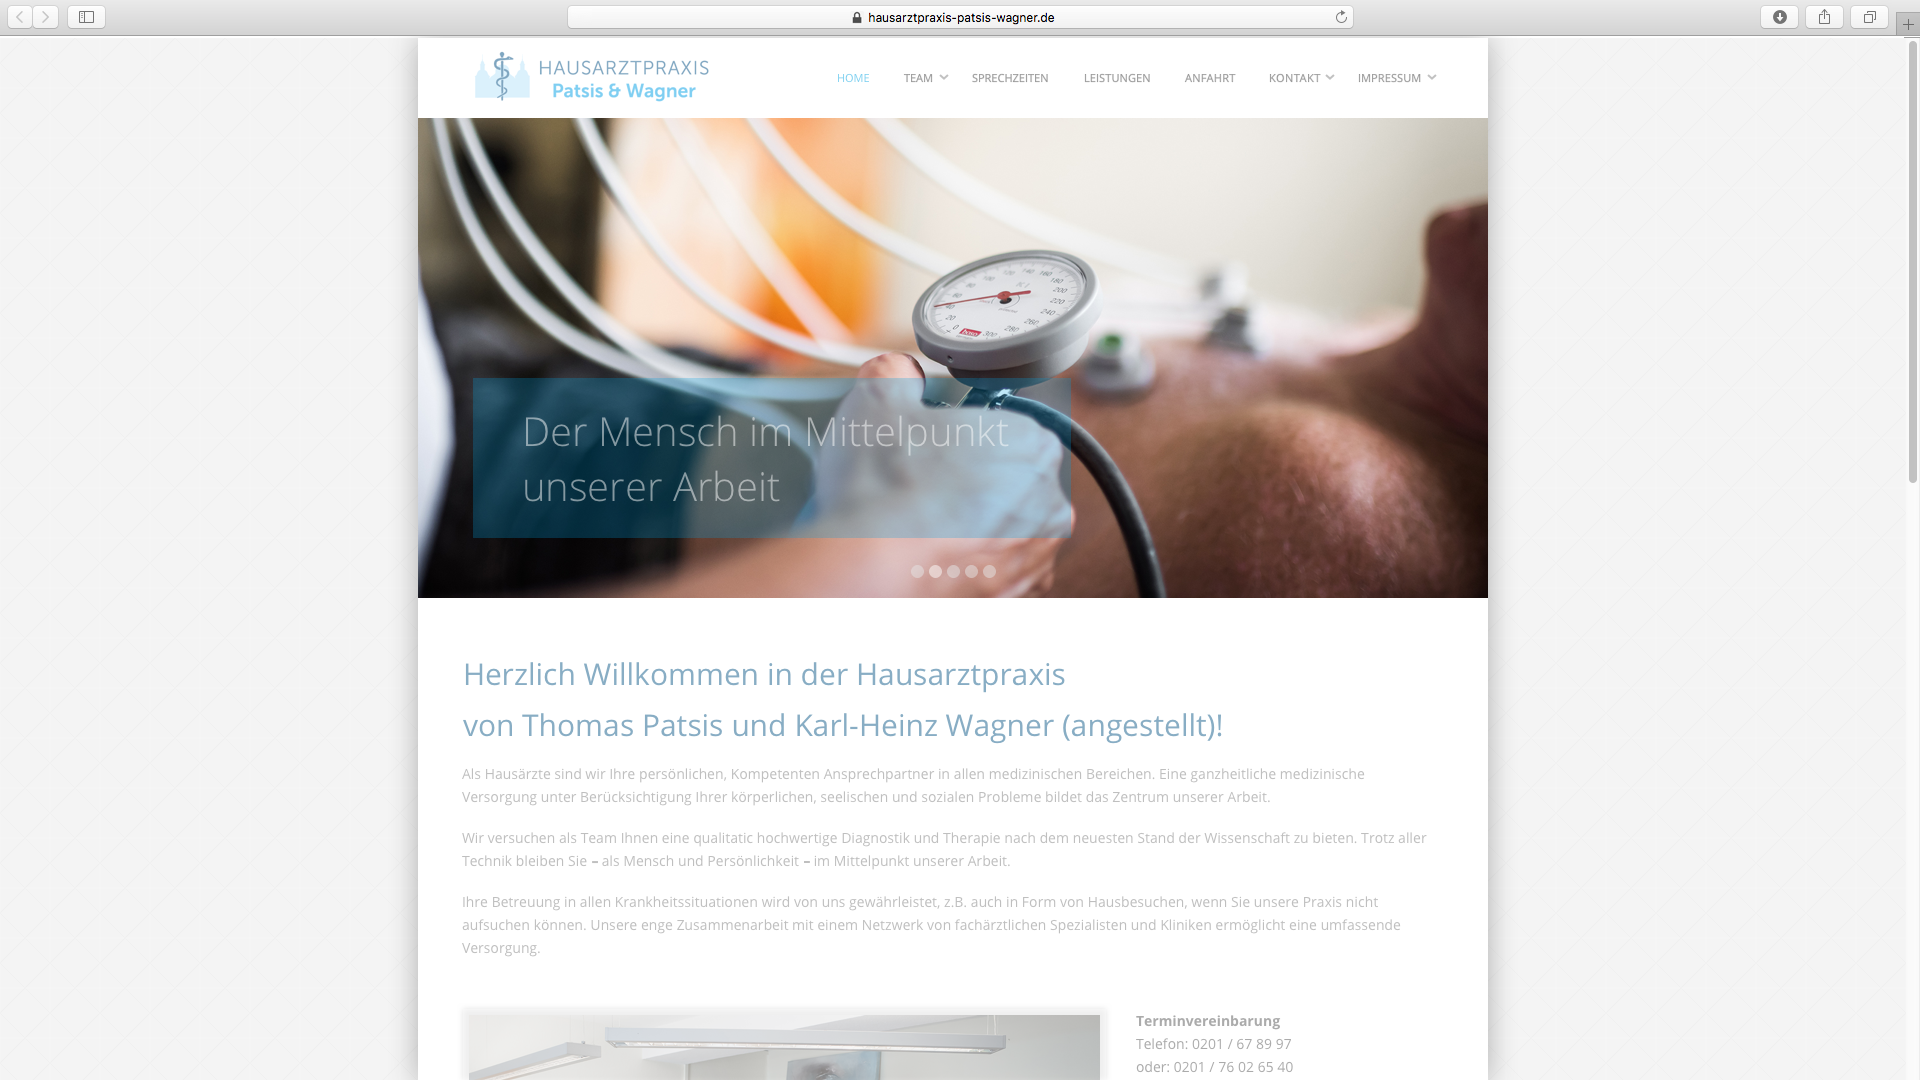 hausarztpraxis-patsis-wagner.de
HAUSARZTPRAXIS
Patsis & Wagner
HOME TEAM SPRECHZEITEN LEISTUNGEN ANFAHRT KONTAKT IMPRESSUM
Der Mensch im Mittelpunkt
unserer Arbeit
Herzlich Willkommen in der Hausarztpraxis
von Thomas Patsis und Karl-Heinz Wagner (angestellt)!
Als Hausärzte sind wir Ihre persönlichen, Kompetenten Ansprechpartner in allen medizinischen Bereichen. Eine ganzheitliche medizinische
Versorgung unter Berücksichtigung Ihrer körperlichen, seelischen und sozialen Probleme bildet das Zentrum unserer Arbeit.
Wir versuchen als Team Ihnen eine qualitatic hochwertige Diagnostik und Therapie nach dem neuesten Stand der Wissenschaft zu bieten. Trotz aller
Technik bleiben Sie – als Mensch und Persönlichkeit – im Mittelpunkt unserer Arbeit.
Ihre Betreuung in allen Krankheitssituationen wird von uns gewährleistet, z.B. auch in Form von Hausbesuchen, wenn Sie unsere Praxis nicht
aufsuchen können. Unsere enge Zusammenarbeit mit einem Netzwerk von fachärztlichen Spezialisten und Kliniken ermöglicht eine umfassende
Versorgung.
Terminvereinbarung
Telefon: 0201 / 67 89 97
oder: 0201 / 76 02 65 40